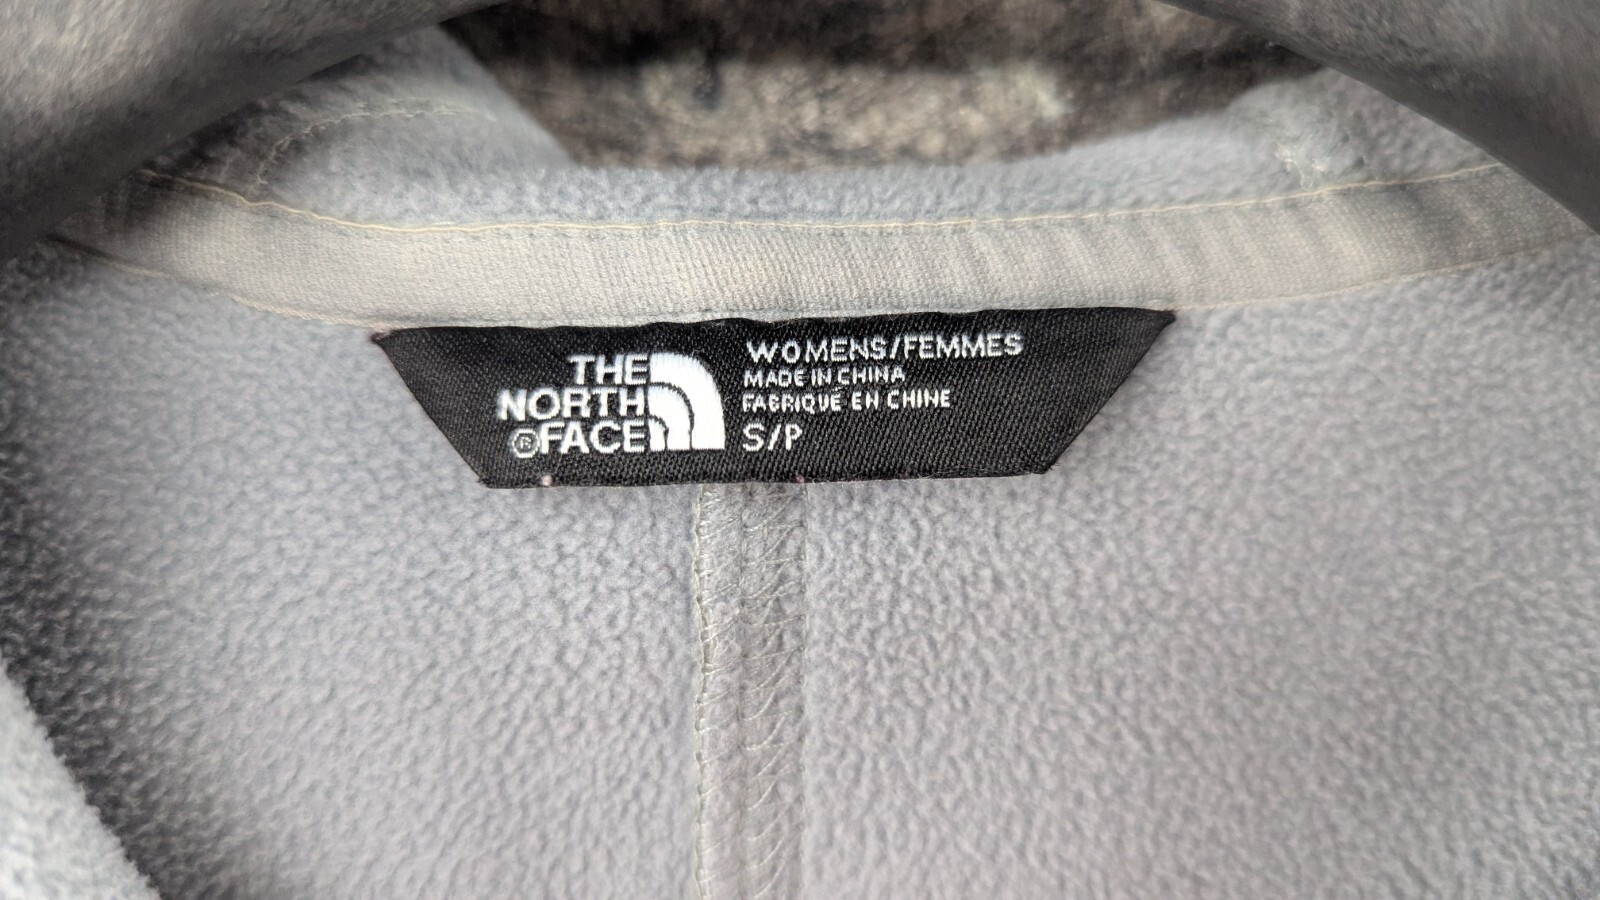 THE
NORTH
®FACE
WOMENS/FEMMES
MADE IN CHINA
FABRIQUE EN CHINE
S/P